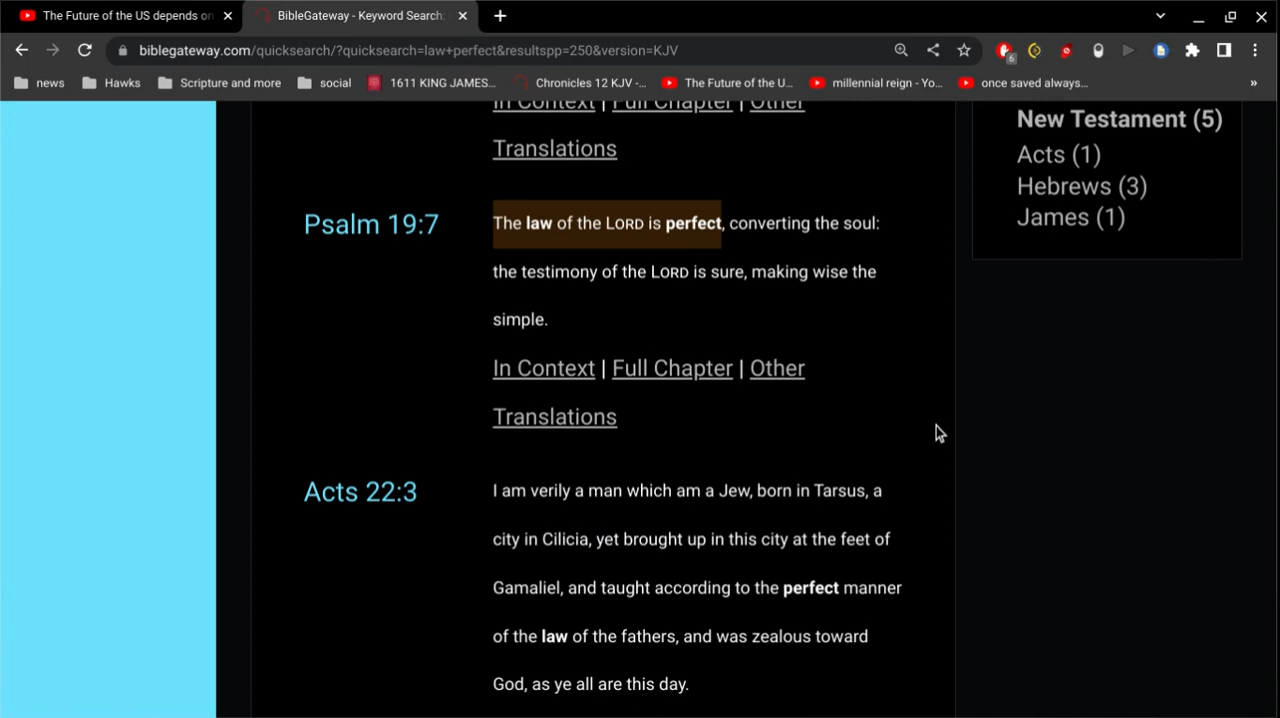 The Future of the US depends on
BibleGateway - Keyword Search:
biblegateway.com/quicksearch/?quicksearch=law+perfect&resultspp=250&version=KJV
6
news
Hawks
Scripture and more
social
1611 KING JAMES...
Chronicles 12 KJV -...
The Future of the U...
millennial reign - Yo...
once saved always...
»
In Context | Full Chapter | Other
Translations
Psalm 19:7
The law of the LORD is perfect, converting the soul:
the testimony of the LORD is sure, making wise the
simple.
In Context | Full Chapter | Other
Translations
Acts 22:3
I am verily a man which am a Jew, born in Tarsus, a
city in Cilicia, yet brought up in this city at the feet of
Gamaliel, and taught according to the perfect manner
of the law of the fathers, and was zealous toward
God, as ye all are this day.
New Testament (5)
Acts (1)
Hebrews (3)
James (1)